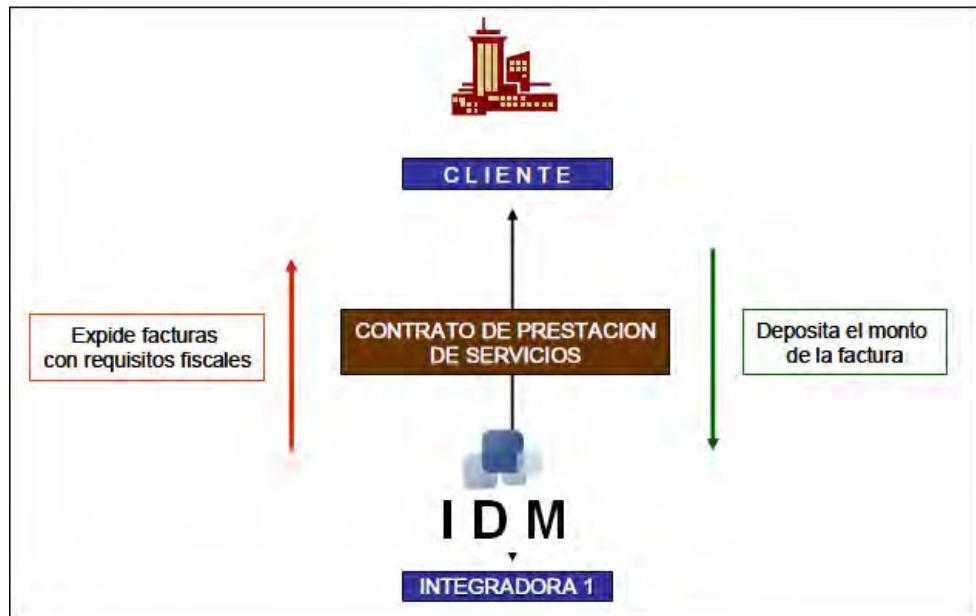 CLIENTE
Expide facturas
con requisitos fiscales
CONTRATO DE PRESTACION
DE SERVICIOS
Deposita el monto
de la factura
IDM
INTEGRADORA 1